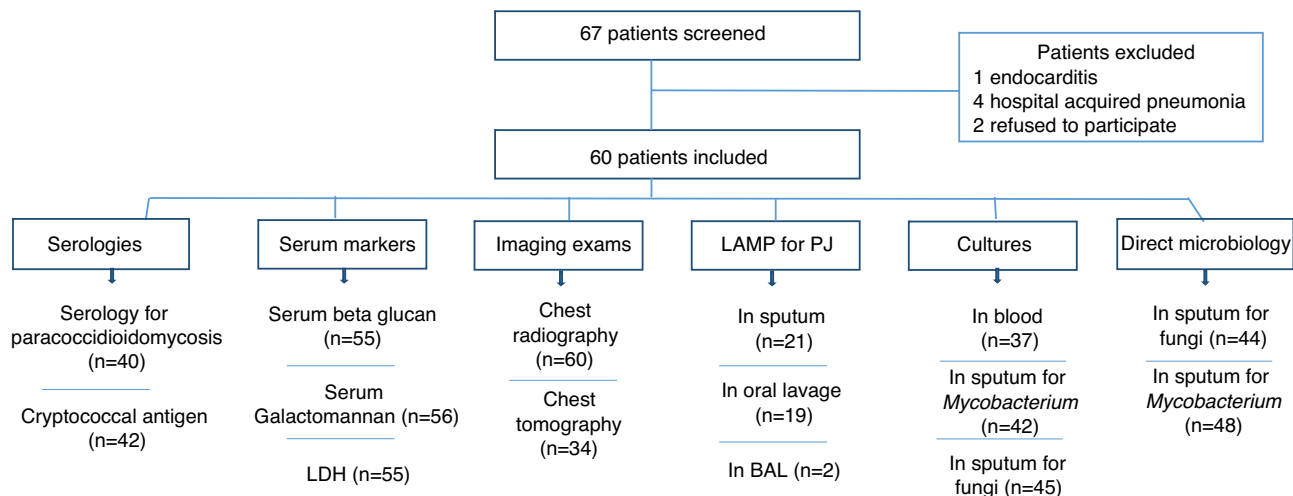 67 patients screened
Patients excluded
1 endocarditis
4 hospital acquired pneumonia
2 refused to participate
60 patients included
Serologies
Serology for
paracoccidioidomycosis
(n=40)
Cryptococcal antigen
(n=42)
Serum markers
Serum beta glucan
(n=55)
Serum
Galactomannan (n=56)
LDH (n=55)
Imaging exams
Chest
radiography
(n=60)
Chest
tomography
(n=34)
LAMP for PJ
In sputum
(n=21)
In oral lavage
(n=19)
In BAL (n=2)
Cultures
In blood
(n=37)
In sputum for
Mycobacterium
(n=42)
In sputum for
fungi (n=45)
Direct microbiology
In sputum for
fungi (n=44)
In sputum for
Mycobacterium
(n=48)